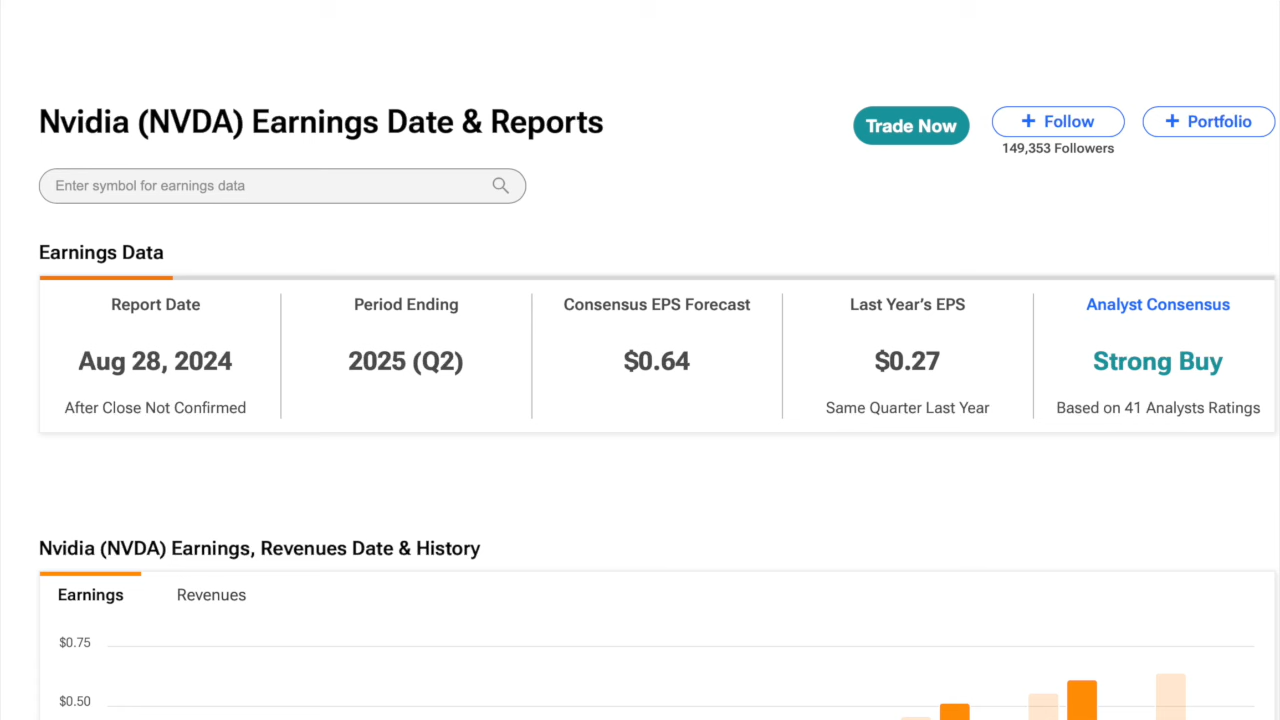 Nvidia (NVDA) Earnings Date & Reports
Trade Now
+ Follow
+ Portfolio
149,353 Followers
Enter symbol for earnings data
Earnings Data
Report Date
Aug 28, 2024
After Close Not Confirmed
Period Ending
2025 (Q2)
Consensus EPS Forecast
$0.64
Last Year’s EPS
$0.27
Same Quarter Last Year
Analyst Consensus
Strong Buy
Based on 41 Analysts Ratings
Nvidia (NVDA) Earnings, Revenues Date & History
Earnings
Revenues
$0.75
$0.50